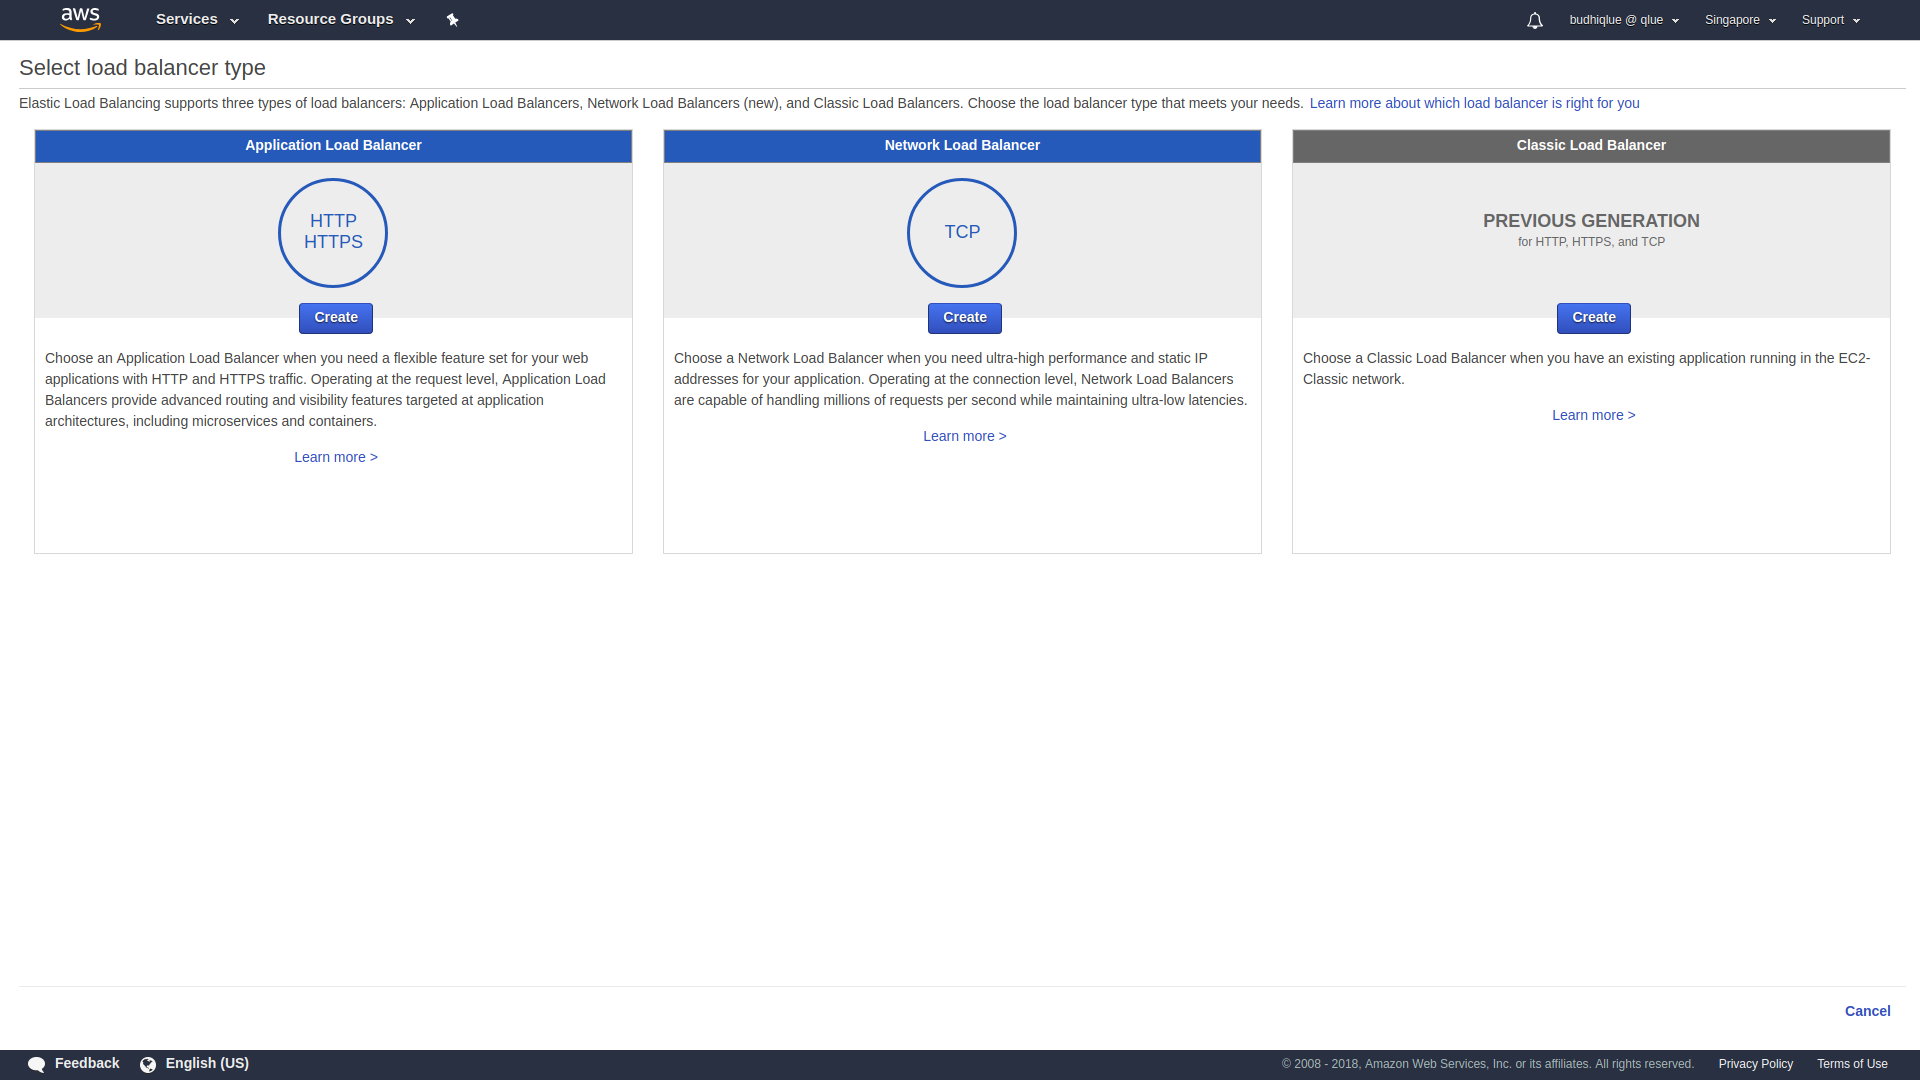 aws Services Resource Groups budhiqlue @ qlue Singapore Support
Select load balancer type
Elastic Load Balancing supports three types of load balancers: Application Load Balancers, Network Load Balancers (new), and Classic Load Balancers. Choose the load balancer type that meets your needs. Learn more about which load balancer is right for you
Application Load Balancer
HTTP
HTTPS
Create
Choose an Application Load Balancer when you need a flexible feature set for your web
applications with HTTP and HTTPS traffic. Operating at the request level, Application Load
Balancers provide advanced routing and visibility features targeted at application
architectures, including microservices and containers.
Learn more >
Network Load Balancer
TCP
Create
Choose a Network Load Balancer when you need ultra-high performance and static IP
addresses for your application. Operating at the connection level, Network Load Balancers
are capable of handling millions of requests per second while maintaining ultra-low latencies.
Learn more >
Classic Load Balancer
PREVIOUS GENERATION
for HTTP, HTTPS, and TCP
Create
Choose a Classic Load Balancer when you have an existing application running in the EC2-
Classic network.
Learn more >
Cancel
Feedback English (US) © 2008 - 2018, Amazon Web Services, Inc. or its affiliates. All rights reserved. Privacy Policy Terms of Use